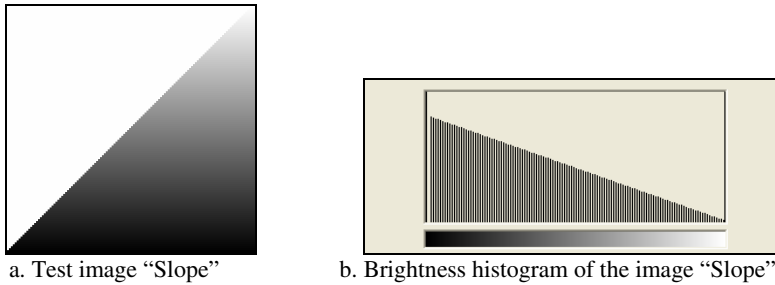 a. Test image “Slope”
b. Brightness histogram of the image “Slope”